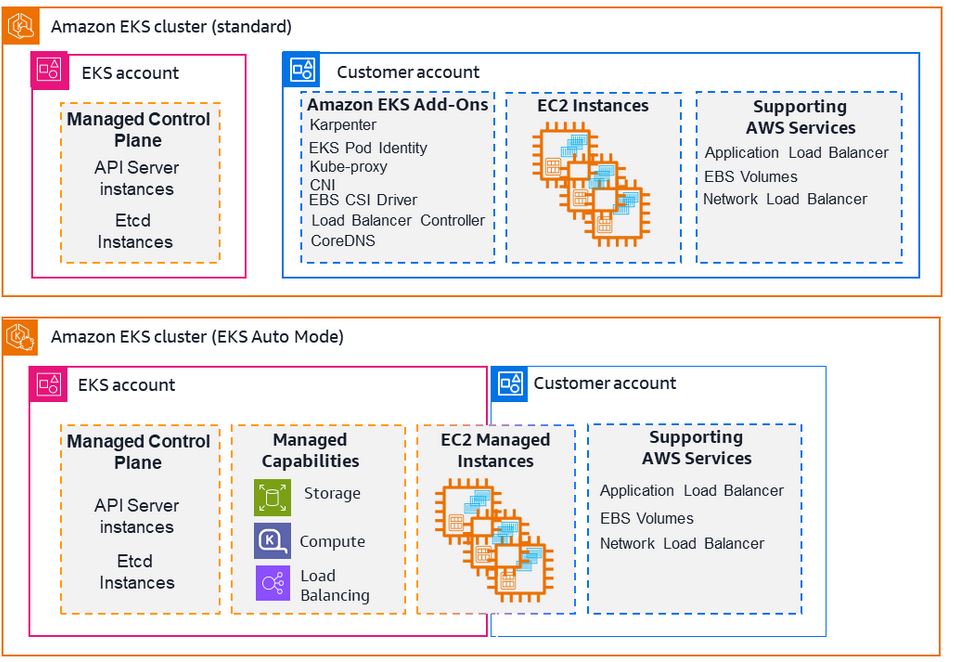 Amazon EKS cluster (standard)
EKS account
Managed Control
Plane
API Server
instances
Etcd
Instances
Customer account
Amazon EKS Add-Ons
Karpenter
EKS Pod Identity
Kube-proxy
CNI
EBS CSI Driver
Load Balancer Controller
CoreDNS
EC2 Instances
Supporting
AWS Services
Application Load Balancer
EBS Volumes
Network Load Balancer
Amazon EKS cluster (EKS Auto Mode)
EKS account
Managed Control
Plane
API Server
instances
Etcd
Instances
Managed
Capabilities
Storage
K
Compute
Load
Balancing
EC2 Managed
Instances
Customer account
Supporting
AWS Services
Application Load Balancer
EBS Volumes
Network Load Balancer